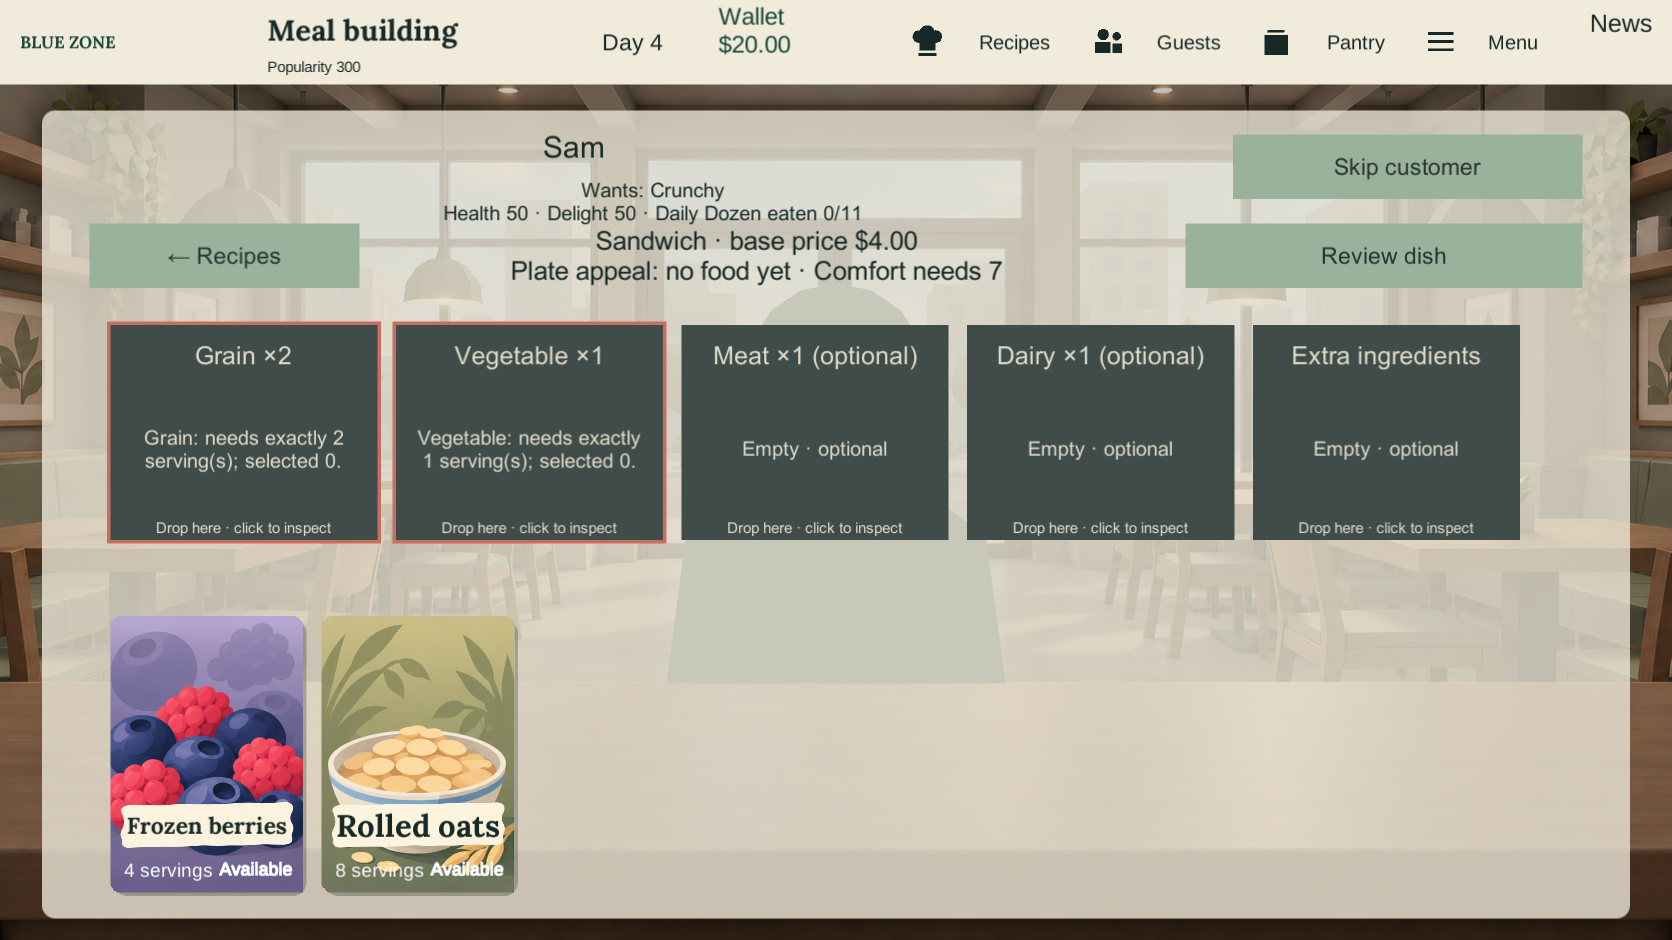 BLUE ZONE
Meal building
Popularity 300
Day 4
Wallet
$20.00
Recipes
Guests
Pantry
Menu
News
Sam
Wants: Crunchy
Health 50 · Delight 50 · Daily Dozen eaten 0/11
Sandwich · base price $4.00
Plate appeal: no food yet · Comfort needs 7
Skip customer
← Recipes
Review dish
Grain ×2
Grain: needs exactly 2
serving(s); selected 0.
Drop here · click to inspect
Vegetable ×1
Vegetable: needs exactly
1 serving(s); selected 0.
Drop here · click to inspect
Meat ×1 (optional)
Empty · optional
Drop here · click to inspect
Dairy ×1 (optional)
Empty · optional
Drop here · click to inspect
Extra ingredients
Empty · optional
Drop here · click to inspect
Frozen berries
4 servings Available
Rolled oats
8 servings Available